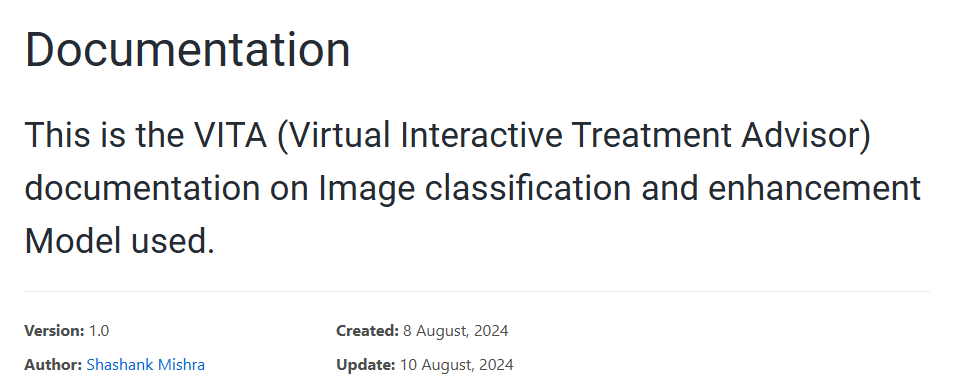 Documentation
This is the VITA (Virtual Interactive Treatment Advisor)
documentation on Image classification and enhancement
Model used.
Version: 1.0
Created: 8 August, 2024
Author: Shashank Mishra
Update: 10 August, 2024